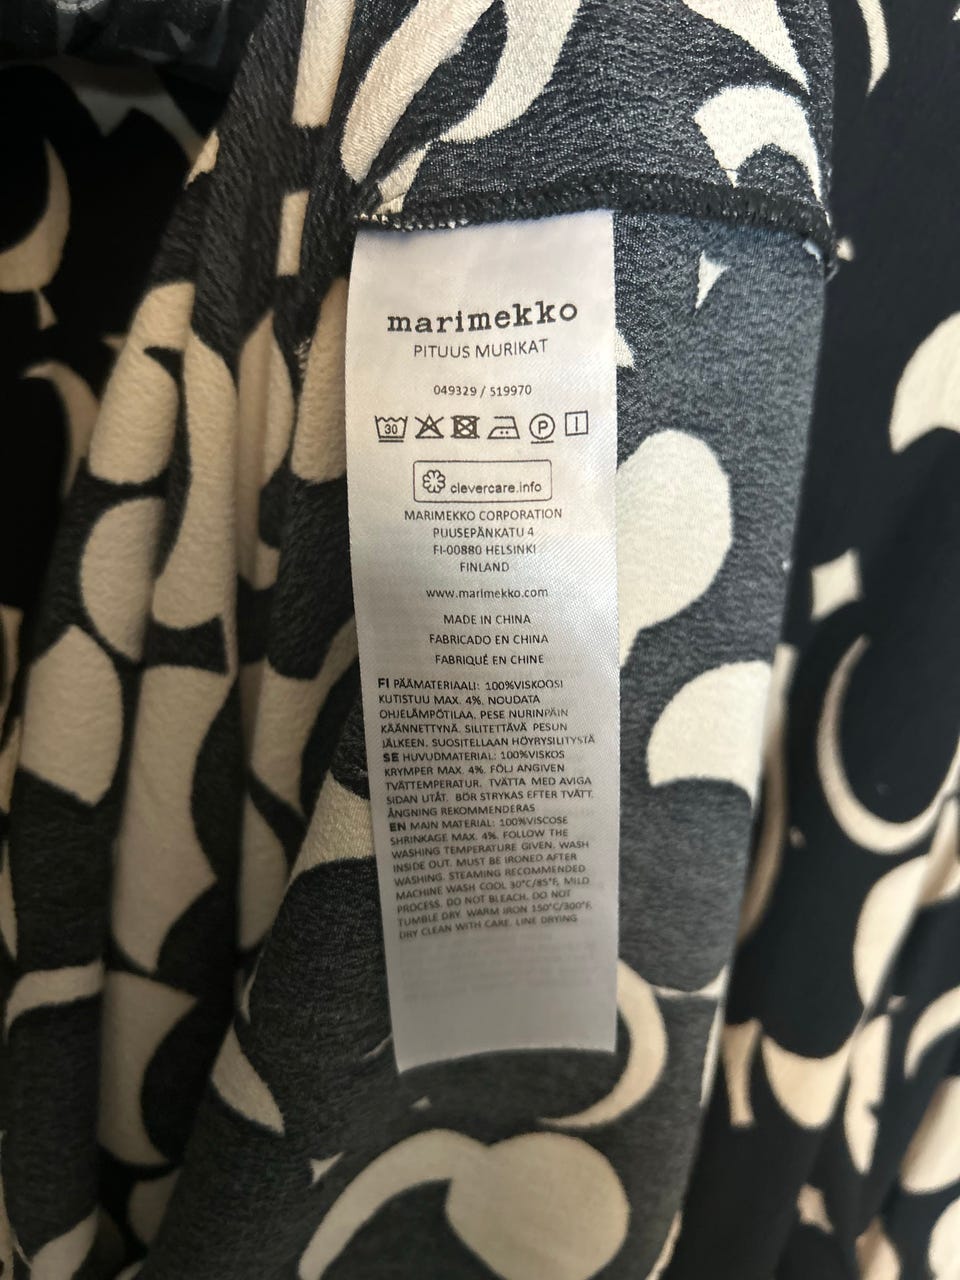 marimekko
PITUUS MURIKAT
049329 / 519970
30 P
clevercare.info
MARIMEKKO CORPORATION
PUUSEPÄNKATU 4
FI-00880 HELSINKI
FINLAND
www.marimekko.com
MADE IN CHINA
FABRICADO EN CHINA
FABRIQUÉ EN CHINE
FI PÄÄMATERIAALI: 100%VISKOOSI
KUTISTUU MAX. 4%. NOUDATA
OHJELÄMPÖTILAA. PESE NURINPÄIN
KÄÄNNETTYNÄ. SILITETTÄVÄ PESUN
JÄLKEEN. SUOSITELLAAN HÖYRYSILITYSTÄ
SE HUVUDMATERIAL: 100%VISKOS
KRYMPER MAX. 4%. FÖLJ ANGIVEN
TVÄTTEMPERATUR. TVÄTTA MED AVIGA
SIDAN UTÅT. BÖR STRYKAS EFTER TVÄTT.
ÅNGNING REKOMMENDERAS
EN MAIN MATERIAL: 100%VISCOSE
SHRINKAGE MAX. 4%. FOLLOW THE
WASHING TEMPERATURE GIVEN. WASH
INSIDE OUT. MUST BE IRONED AFTER
WASHING. STEAMING RECOMMENDED
MACHINE WASH COOL 30°C/85°F, MILD
PROCESS. DO NOT BLEACH. DO NOT
TUMBLE DRY. WARM IRON 150°C/300°F.
DRY CLEAN WITH CARE. LINE DRYING